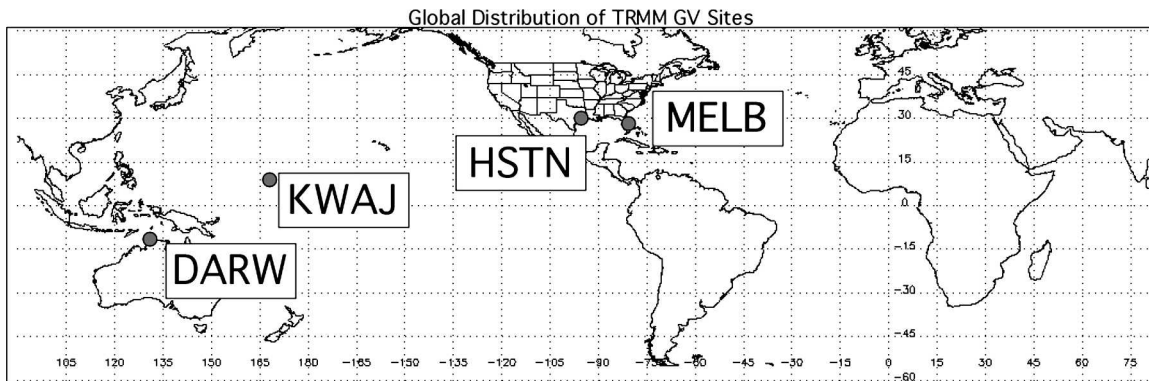 Global Distribution of TRMM GV Sites
45
MELB
30
HSTN
15
KWAJ
0.
DARW
-15
-30
-45
105 120 135 150 165 180 -165 -150 -135 -120 -105 -90 -75 -60 -45 -30 -15 0 15 30 45 60 75
-60